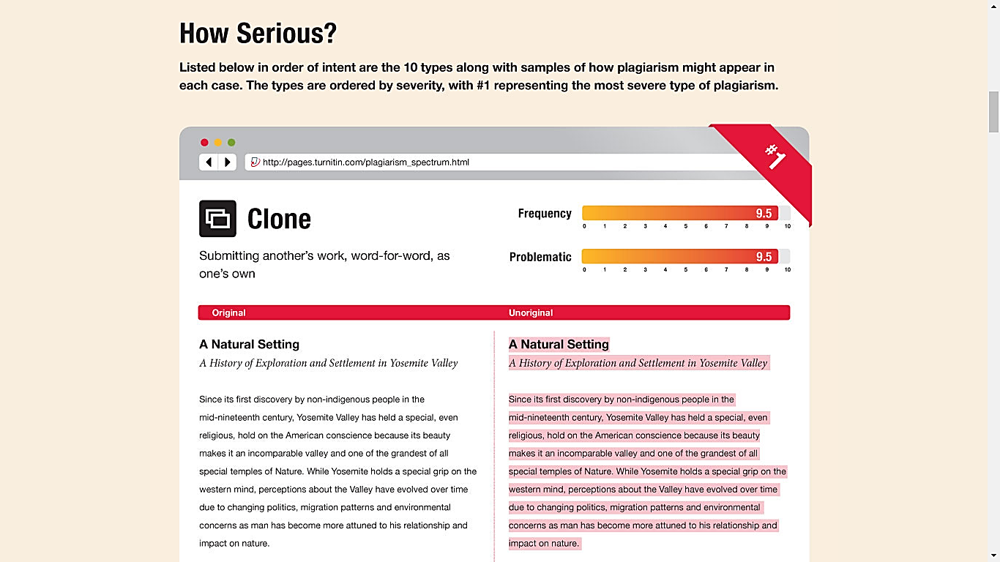 How Serious?
Listed below in order of intent are the 10 types along with samples of how plagiarism might appear in
each case. The types are ordered by severity, with #1 representing the most severe type of plagiarism.
#1
http://pages.turnitin.com/plagiarism_spectrum.html
Clone
Submitting another's work, word-for-word, as
one's own
Frequency 9.5
0 1 2 3 4 5 6 7 8 9 10
Problematic 9.5
0 1 2 3 4 5 6 7 8 9 10
Original
Unoriginal
A Natural Setting
A History of Exploration and Settlement in Yosemite Valley
Since its first discovery by non-indigenous people in the
mid-nineteenth century, Yosemite Valley has held a special, even
religious, hold on the American conscience because its beauty
makes it an incomparable valley and one of the grandest of all
special temples of Nature. While Yosemite holds a special grip on the
western mind, perceptions about the Valley have evolved over time
due to changing politics, migration patterns and environmental
concerns as man has become more attuned to his relationship and
impact on nature.
A Natural Setting
A History of Exploration and Settlement in Yosemite Valley
Since its first discovery by non-indigenous people in the
mid-nineteenth century, Yosemite Valley has held a special, even
religious, hold on the American conscience because its beauty
makes it an incomparable valley and one of the grandest of all
special temples of Nature. While Yosemite holds a special grip on the
western mind, perceptions about the Valley have evolved over time
due to changing politics, migration patterns and environmental
concerns as man has become more attuned to his relationship and
impact on nature.